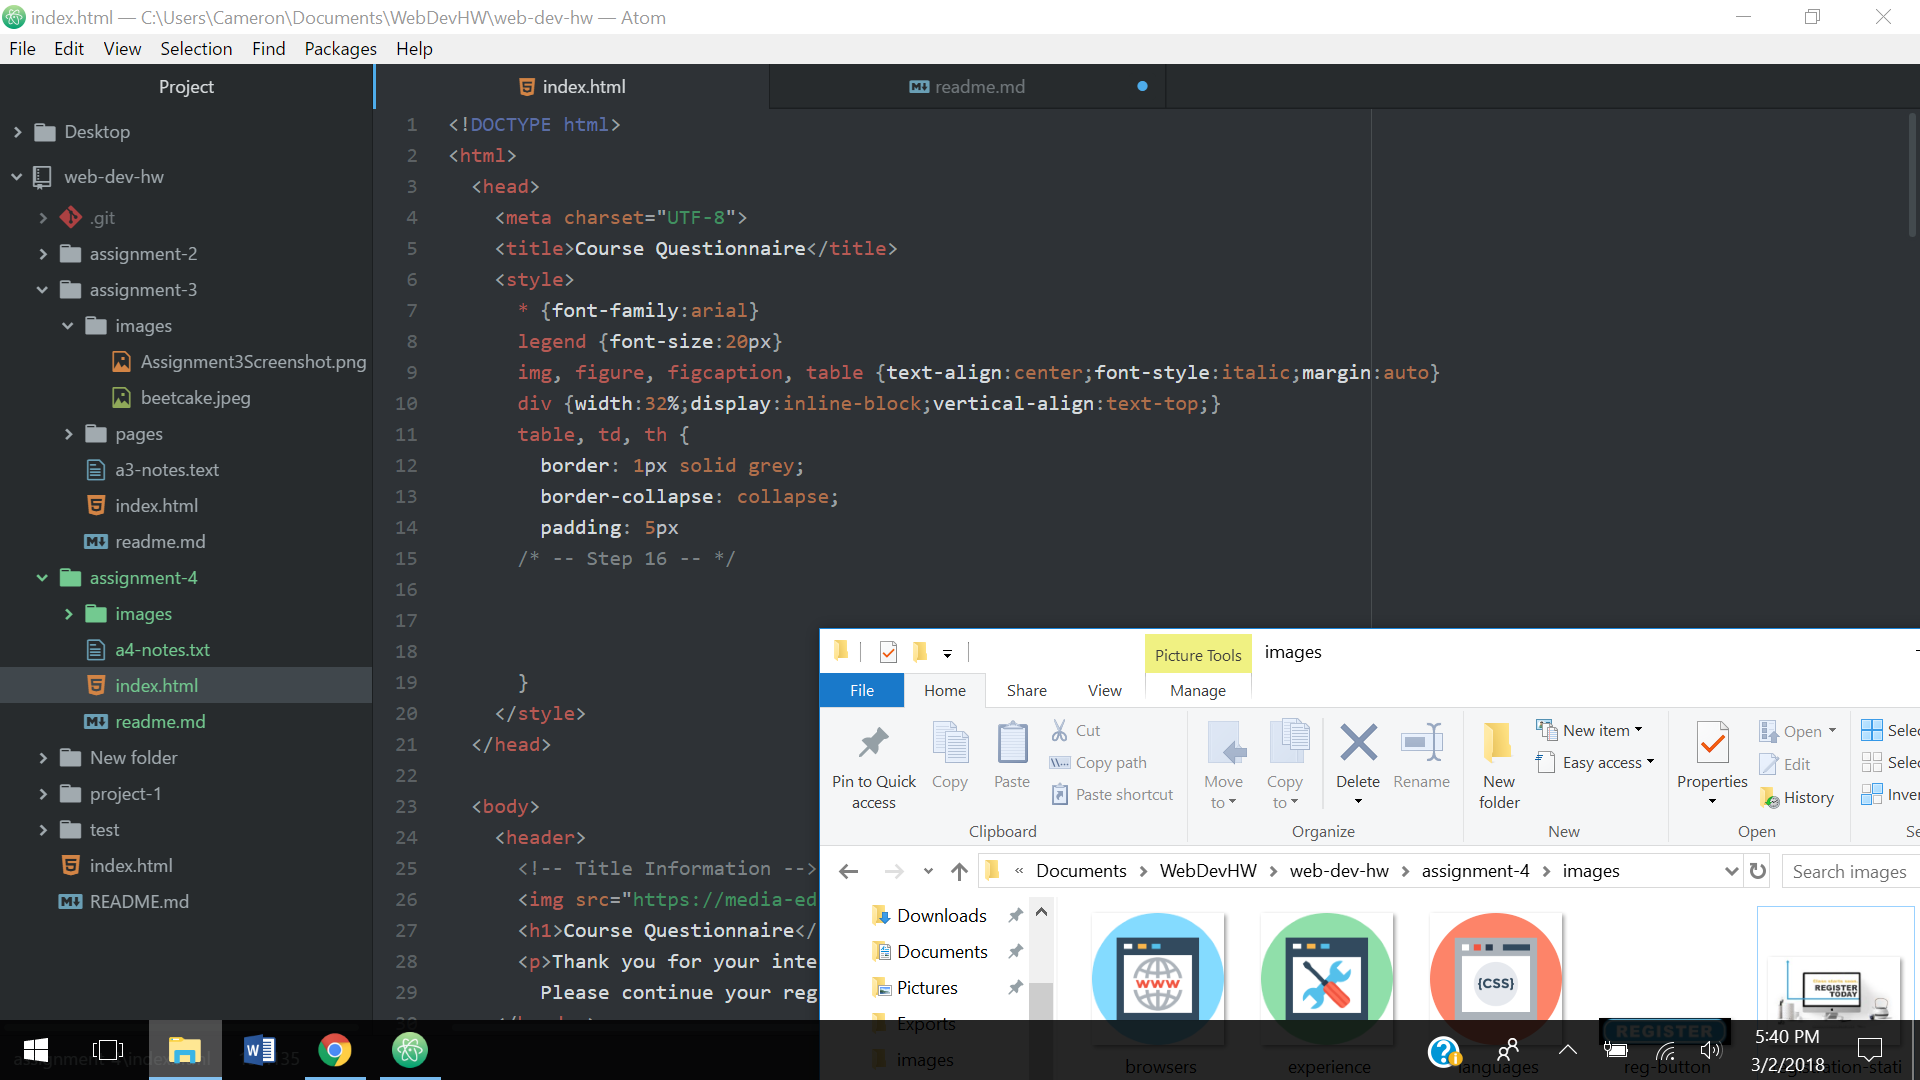 index.html — C:\Users\Cameron\Documents\WebDevHW\web-dev-hw — Atom
File Edit View Selection Find Packages Help
Project
index.html
readme.md
Desktop
web-dev-hw
.git
assignment-2
assignment-3
images
Assignment3Screenshot.png
beetcake.jpeg
pages
a3-notes.text
index.html
readme.md
assignment-4
images
a4-notes.txt
index.html
readme.md
New folder
project-1
test
index.html
README.md
1 <!DOCTYPE html>
2 <html>
3 <head>
4 <meta charset="UTF-8">
5 <title>Course Questionnaire</title>
6 <style>
7 * {font-family:arial}
8 legend {font-size:20px}
9 img, figure, figcaption, table {text-align:center;font-style:italic;margin:auto}
10 div {width:32%;display:inline-block;vertical-align:text-top;}
11 table, td, th {
12 border: 1px solid grey;
13 border-collapse: collapse;
14 padding: 5px
15 /* -- Step 16 -- */
16
17
18
19 }
20 </style>
21 </head>
22
23 <body>
24 <header>
25 <!-- Title Information -->
26 <img src="https://media-ed
27 <h1>Course Questionnaire</
28 <p>Thank you for your inte
29 Please continue your reg
Picture Tools images
File Home Share View Manage
Pin to Quick access
Copy
Paste
Cut
Copy path
Paste shortcut
Clipboard
Move to
Copy to
Delete
Rename
Organize
New folder
New item
Easy access
New
Properties
Open
Edit
History
Open
Selec
Selec
Inver
Se
« Documents > WebDevHW > web-dev-hw > assignment-4 > images
Search images
Downloads
Documents
Pictures
Exports
images
WWW
{CSS}
REGISTER TODAY
REGISTER
browsers
experience
languages
reg-button
5:40 PM
3/2/2018